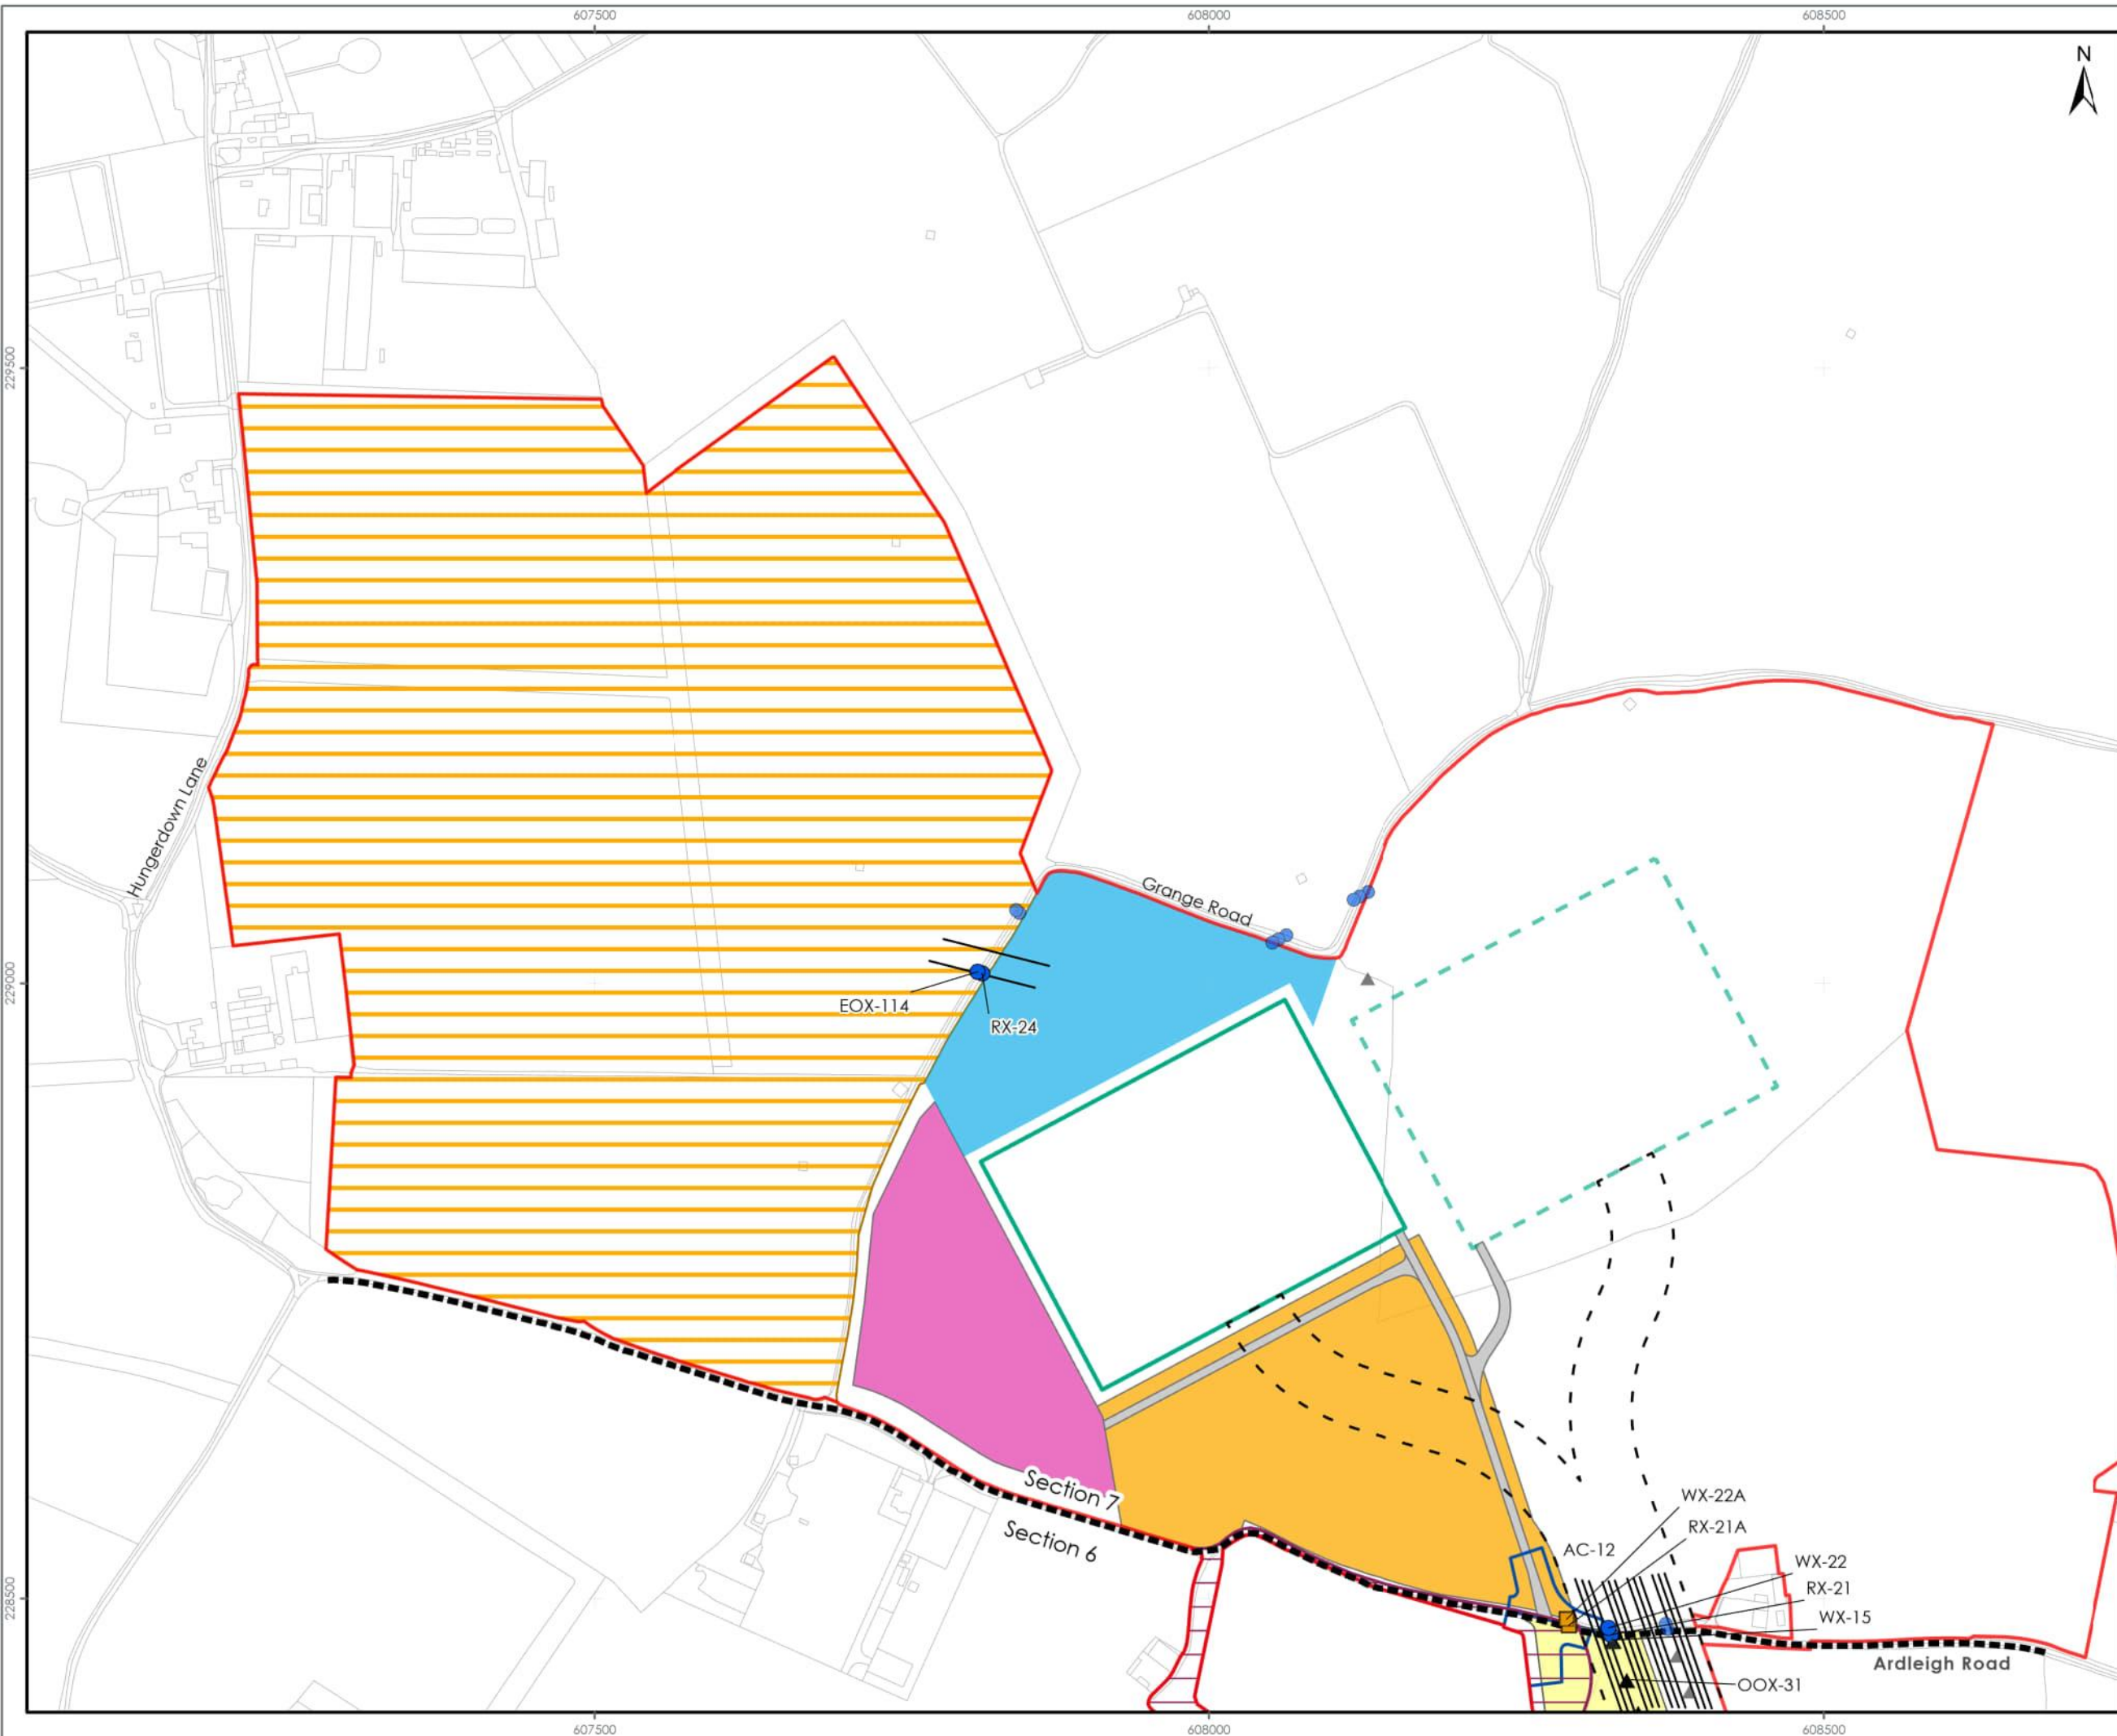 607500
608000
608500
N
229500
Hungerdown Lane
Grange Road
229000
EOX-114
RX-24
Section 7
Section 6
WX-22A
RX-21A
AC-12
WX-22
RX-21
WX-15
228500
Ardleigh Road
OOX-31
607500
608000
608500